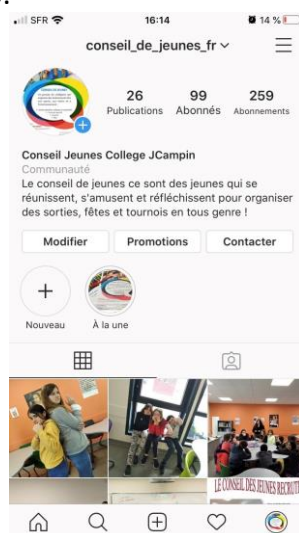 SFR 16:14 14 %
conseil_de_jeunes_fr
26 99 259
Publications Abonnés Abonnements
Conseil Jeunes College JCampin
Communauté
Le conseil de jeunes ce sont des jeunes qui se
réunissent, s'amusent et réfléchissent pour organiser
des sorties, fêtes et tournois en tous genre !
Modifier Promotions Contacter
Nouveau À la une
LE CONSEIL DES JEUNES RECRUTE